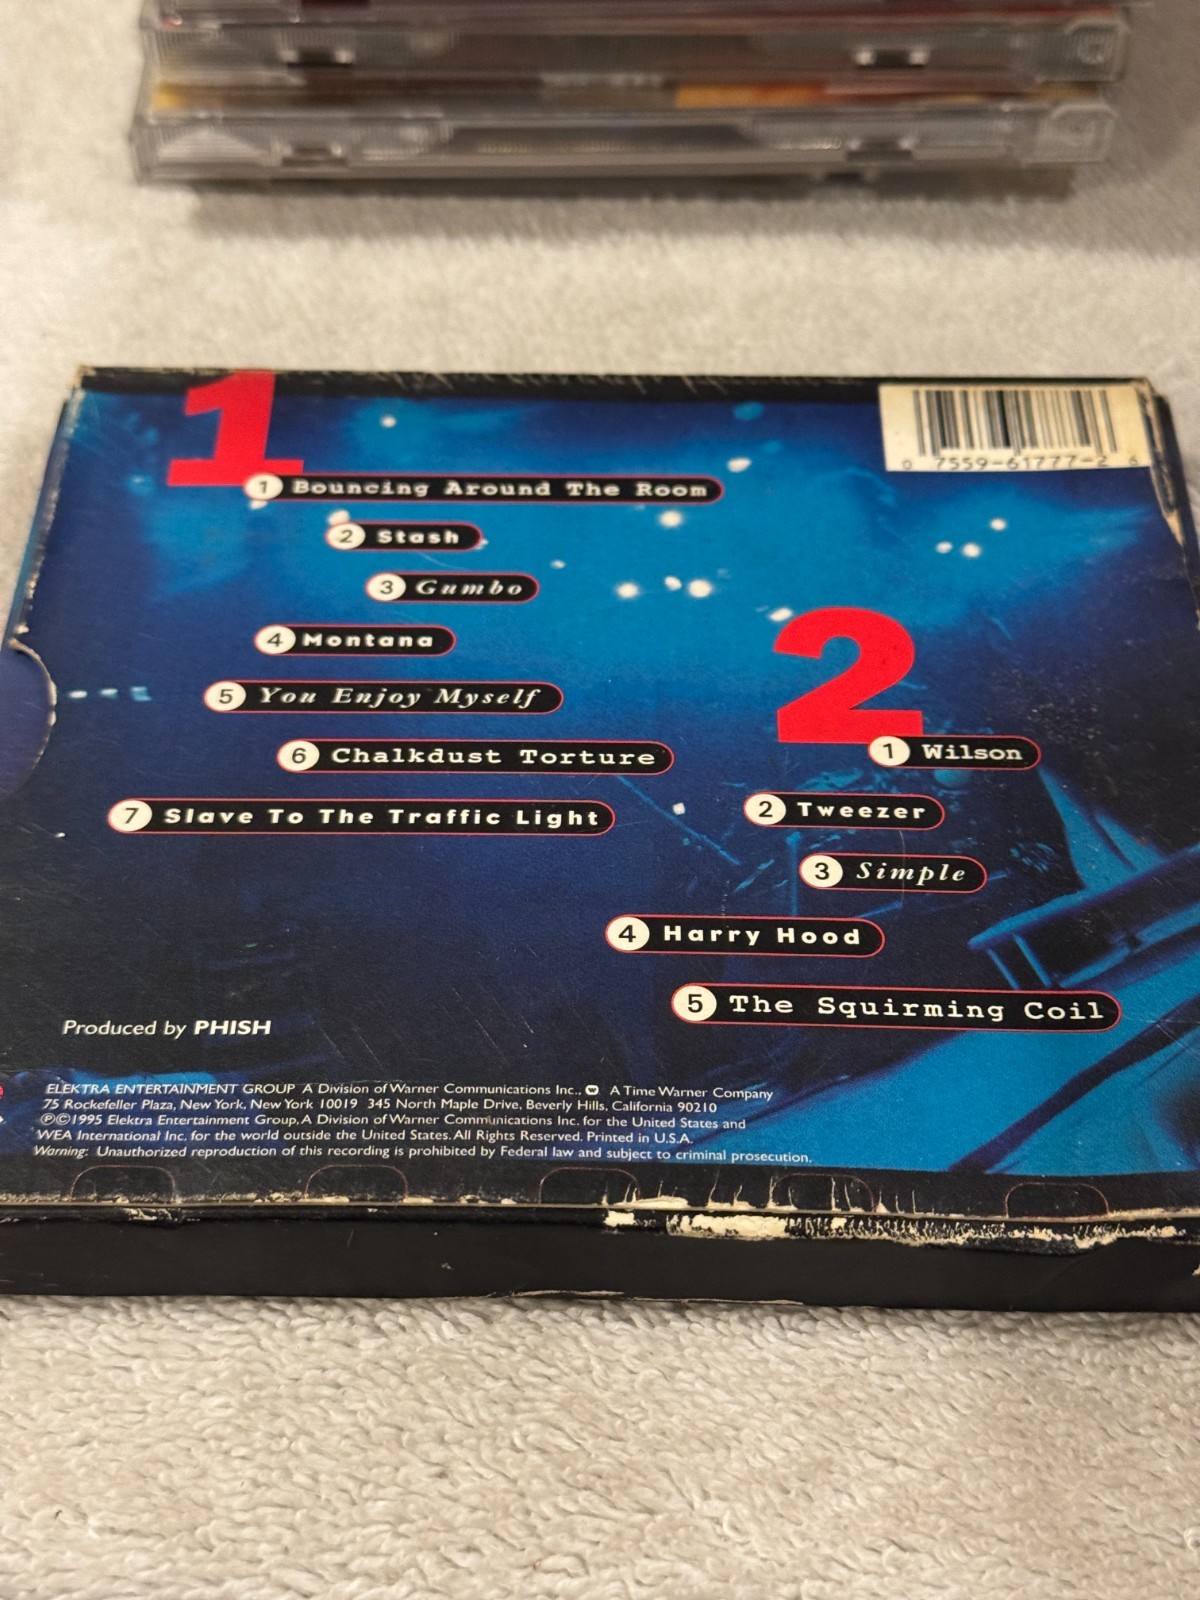 1
1 Bouncing Around The Room
2 Stash
3 Gumbo
4 Montana
5 You Enjoy Myself
6 Chalkdust Torture
7 Slave To The Traffic Light
2
1 Wilson
2 Tweezer
3 Simple
4 Harry Hood
5 The Squirming Coil
0 7559-61777-2 6
Produced by PHISH
ELEKTRA ENTERTAINMENT GROUP A Division of Warner Communications Inc., A Time Warner Company
75 Rockefeller Plaza, New York, New York 10019 345 North Maple Drive, Beverly Hills, California 90210
℗©1995 Elektra Entertainment Group, A Division of Warner Communications Inc. for the United States and
WEA International Inc. for the world outside the United States. All Rights Reserved. Printed in U.S.A.
Warning: Unauthorized reproduction of this recording is prohibited by Federal law and subject to criminal prosecution.